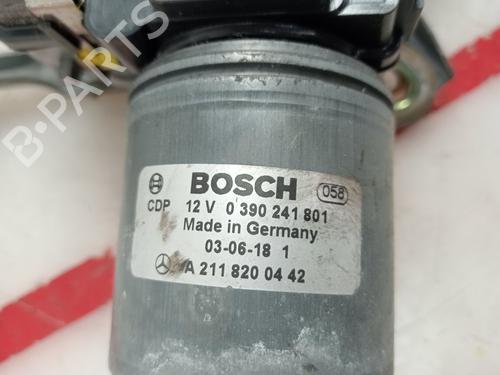 B-PARTS
BOSCH 058
CDP 12 V 0 390 241 801
Made in Germany
03-06-18 1
A 211 820 04 42